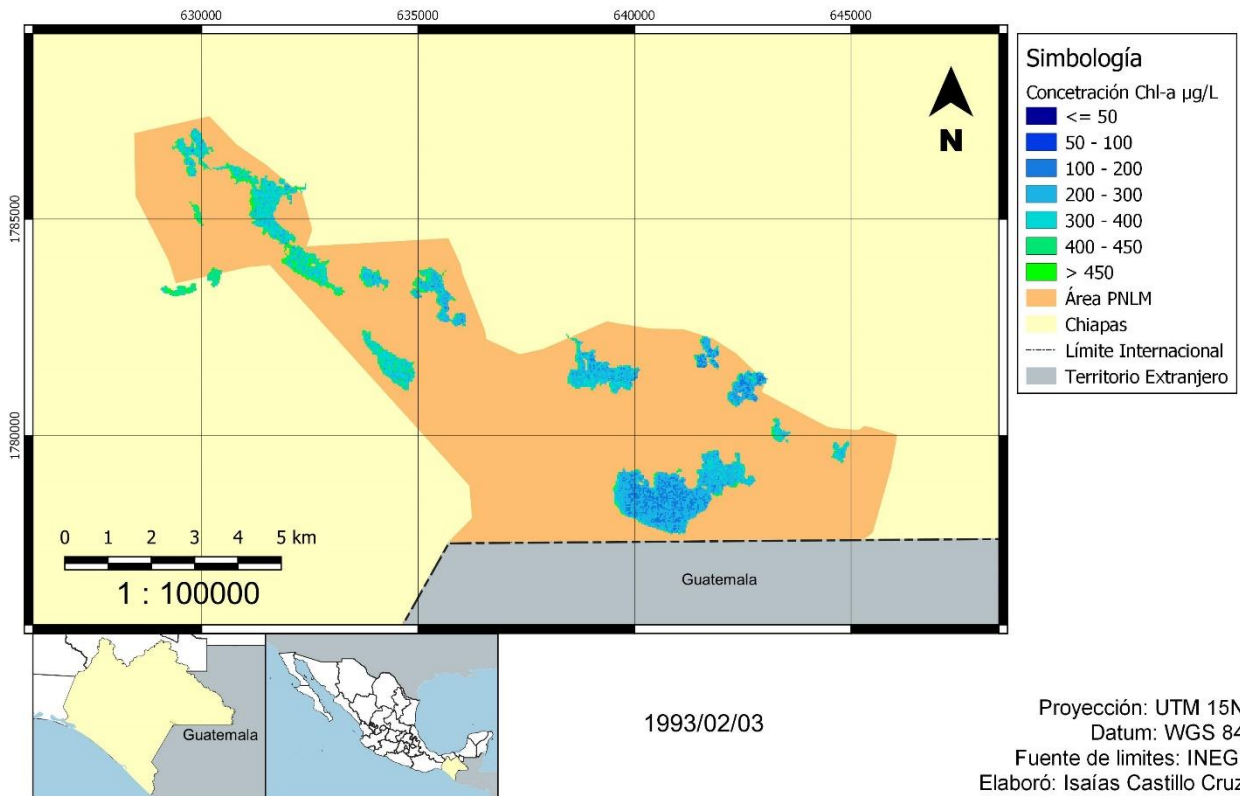 630000
635000
640000
645000
1785000
1780000
N
0 1 2 3 4 5 km
1 : 100000
Guatemala
Simbología
Concetración Chl-a µg/L
<= 50
50 - 100
100 - 200
200 - 300
300 - 400
400 - 450
> 450
Área PNLM
Chiapas
Límite Internacional
Territorio Extranjero
Guatemala
1993/02/03
Proyección: UTM 15N
Datum: WGS 84
Fuente de limites: INEG
Elaboró: Isaías Castillo Cruz